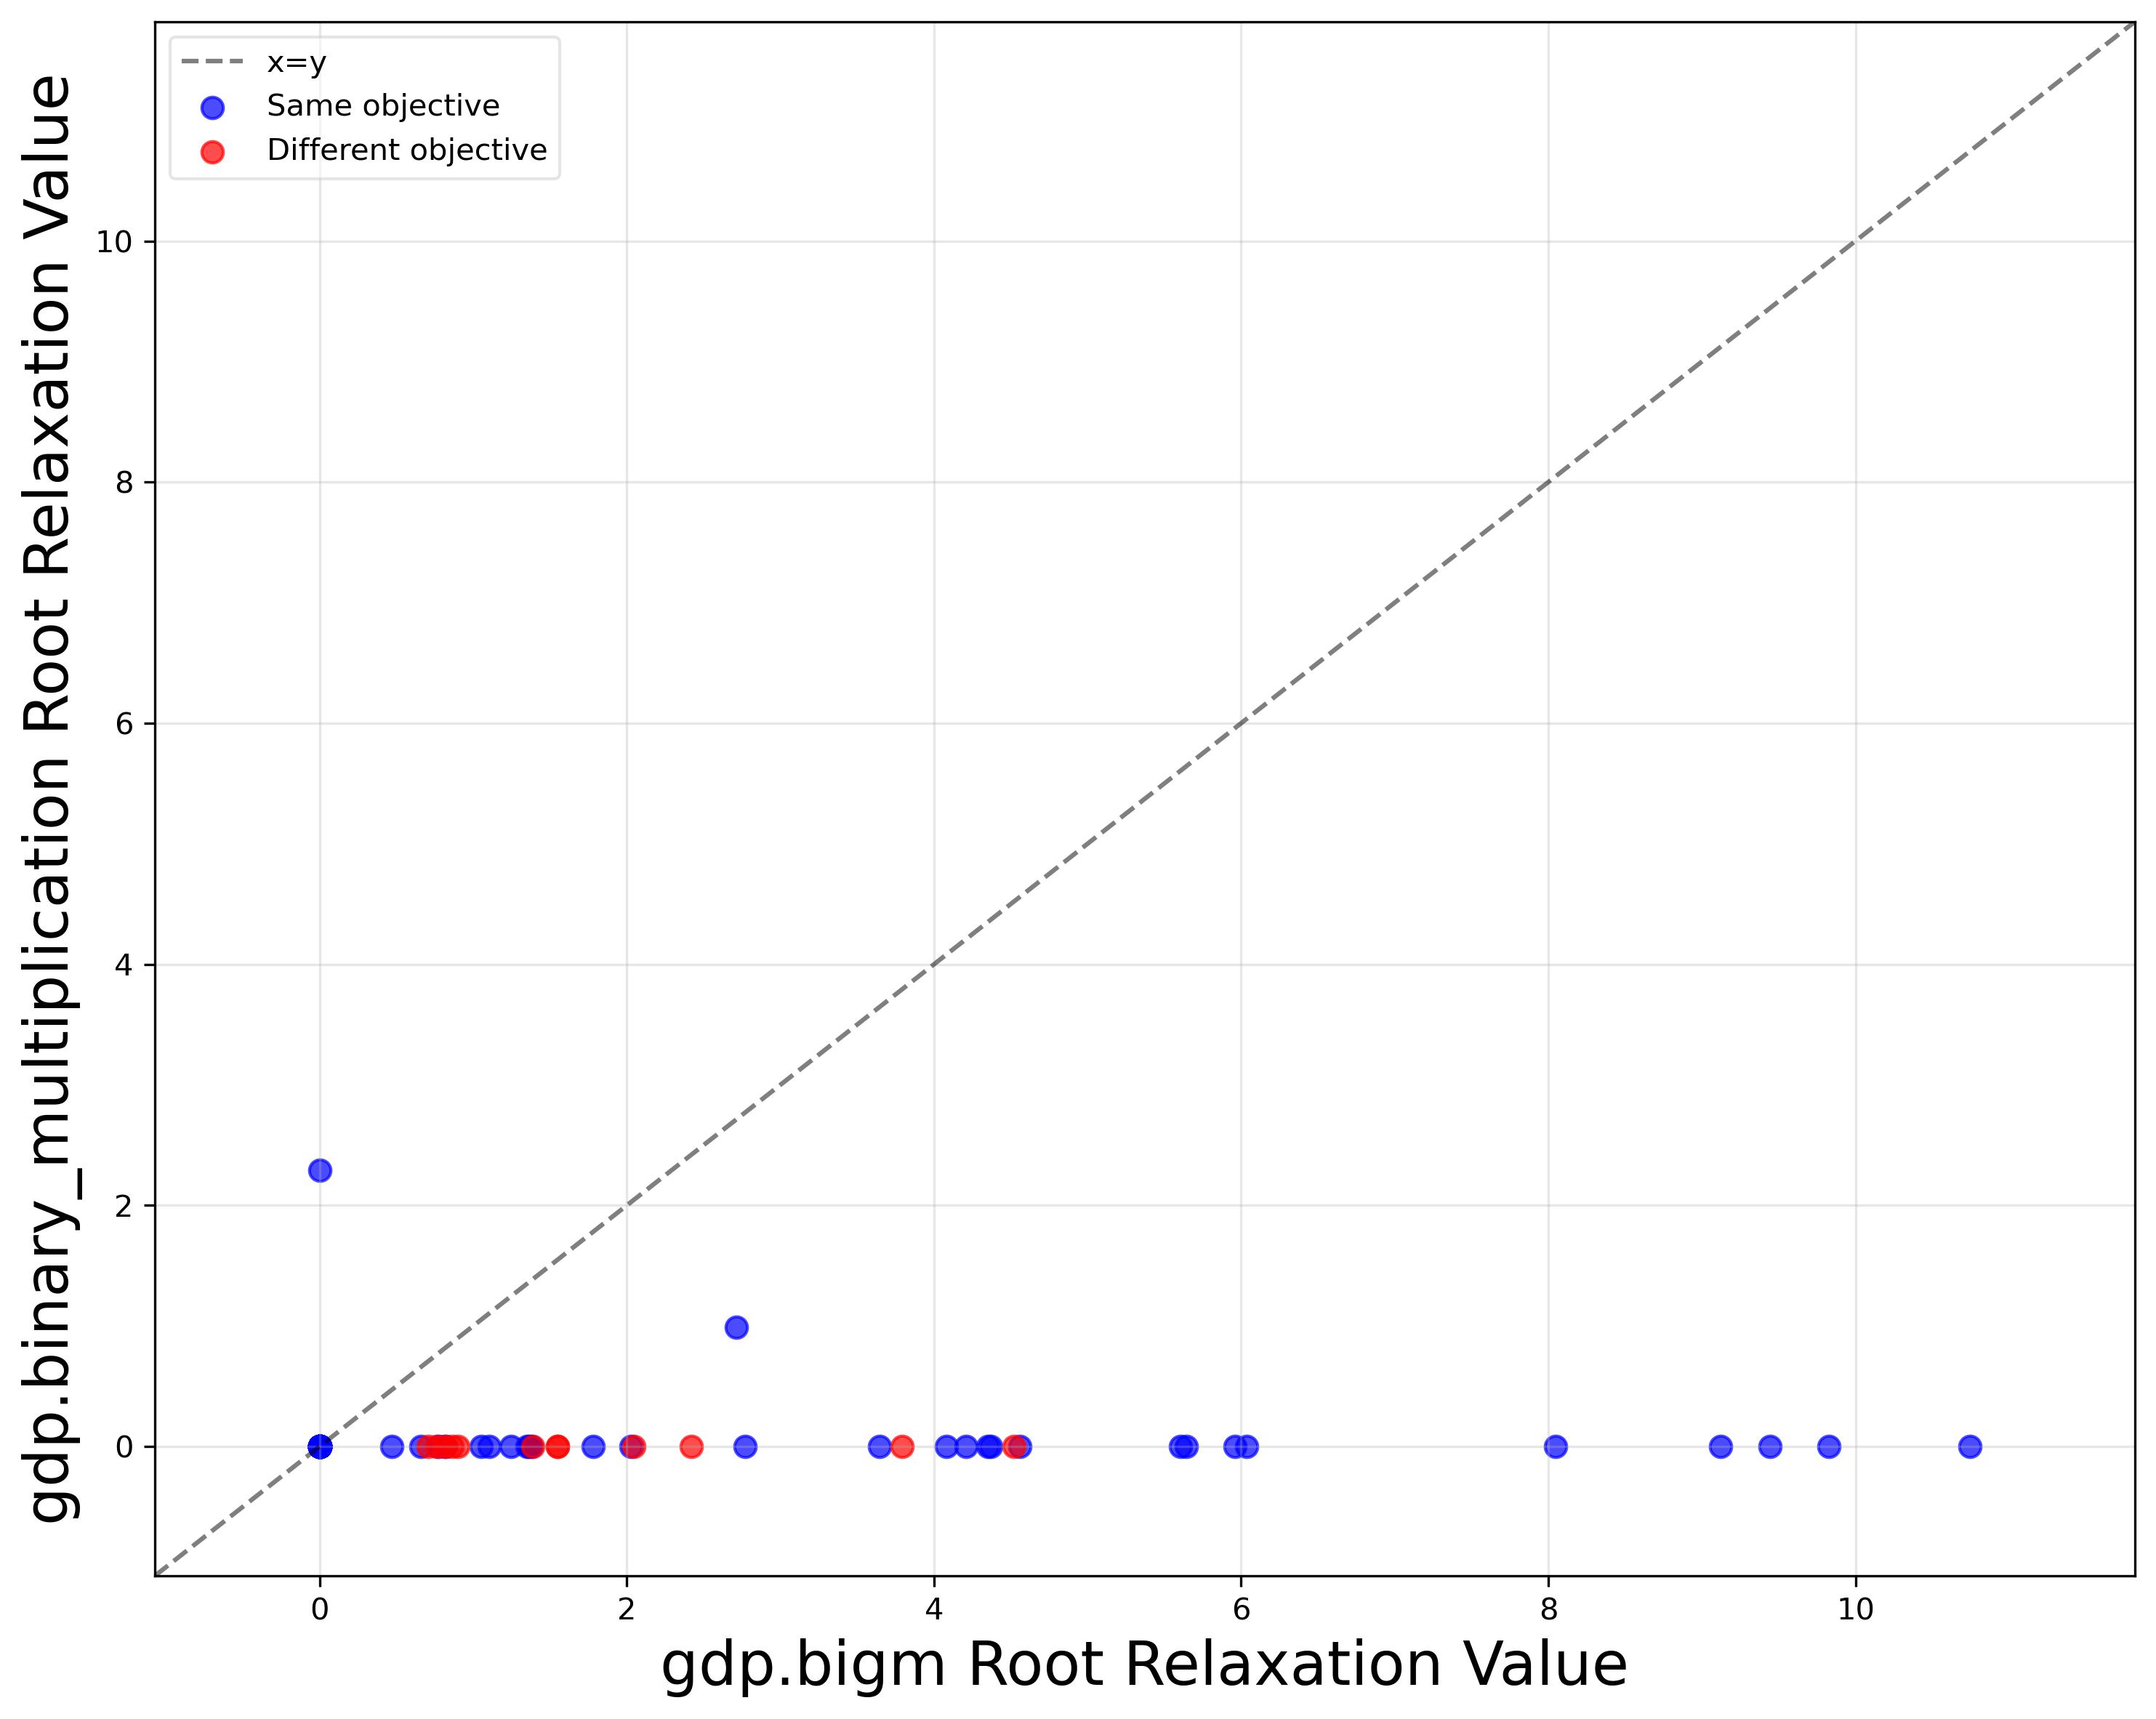 x=y
Same objective
Different objective
gdp.binary_multiplication Root Relaxation Value
10
8
6
4
2
0
0 2 4 6 8 10
gdp.bigm Root Relaxation Value